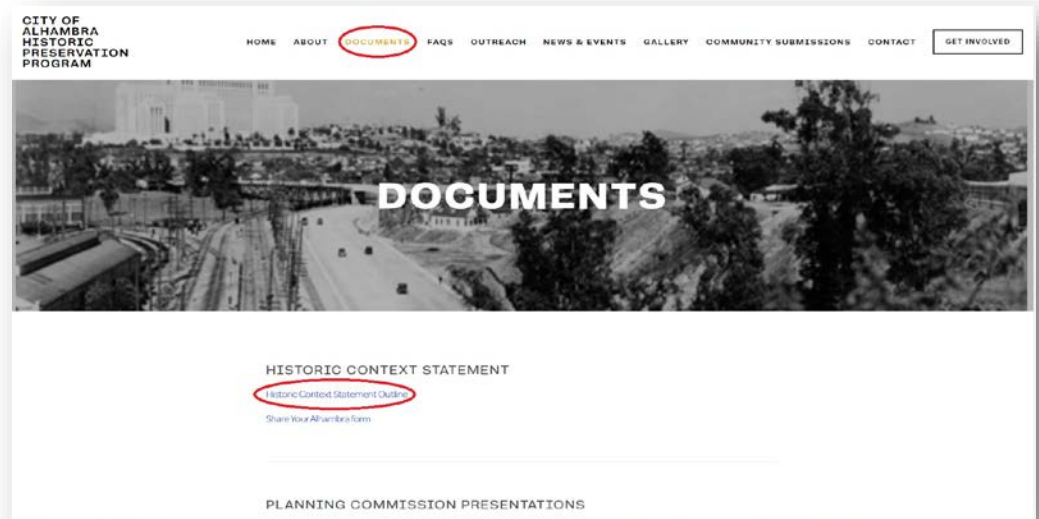 CITY OF
ALHAMBRA
HISTORIC
PRESERVATION
PROGRAM
HOME ABOUT DOCUMENTS FAQS OUTREACH NEWS & EVENTS GALLERY COMMUNITY SUBMISSIONS CONTACT GET INVOLVED
DOCUMENTS
HISTORIC CONTEXT STATEMENT
Historic Context Statement Outline
Share Your Alhambra form
PLANNING COMMISSION PRESENTATIONS